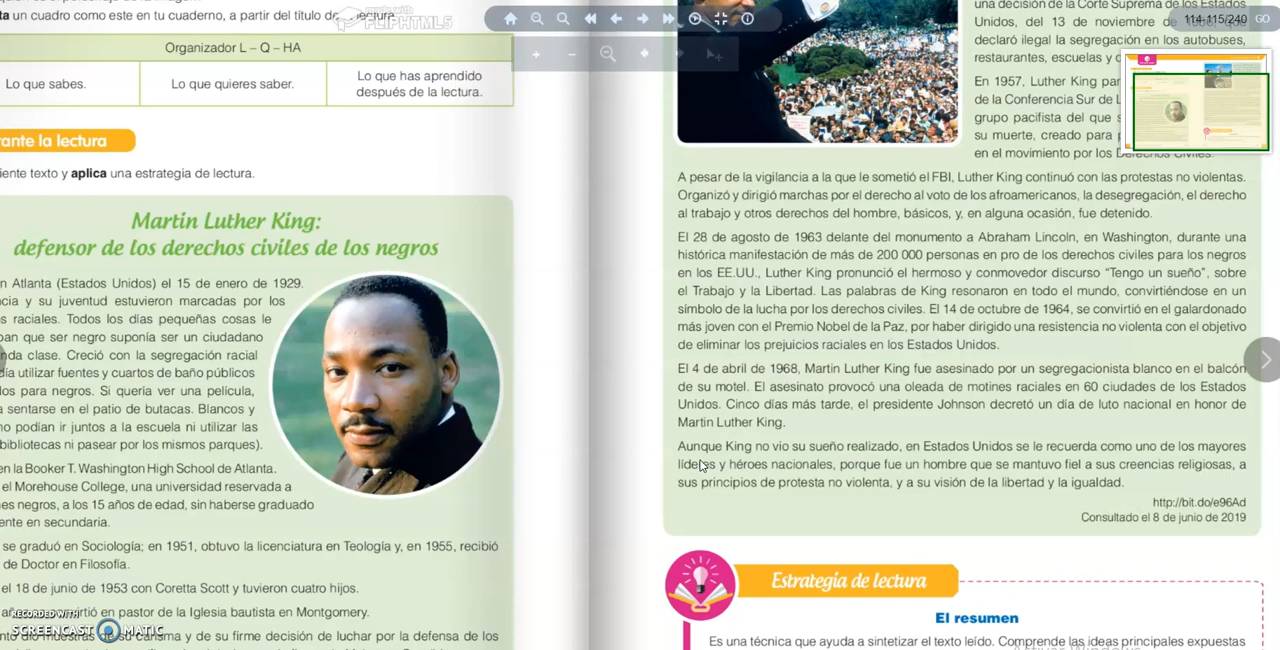 ta un cuadro como este en tu cuaderno, a partir del título de
made with
FLIPHTML5
Organizador L – Q – HA
Lo que sabes.
Lo que quieres saber.
Lo que has aprendido
después de la lectura.
ante la lectura
iente texto y aplica una estrategia de lectura.
Martin Luther King:
defensor de los derechos civiles de los negros
n Atlanta (Estados Unidos) el 15 de enero de 1929.
ncia y su juventud estuvieron marcadas por los
s raciales. Todos los días pequeñas cosas le
ban que ser negro suponía ser un ciudadano
nda clase. Creció con la segregación racial
día utilizar fuentes y cuartos de baño públicos
los para negros. Si quería ver una película,
a sentarse en el patio de butacas. Blancos y
no podían ir juntos a la escuela ni utilizar las
bibliotecas ni pasear por los mismos parques).
en la Booker T. Washington High School de Atlanta.
el Morehouse College, una universidad reservada a
nes negros, a los 15 años de edad, sin haberse graduado
ente en secundaria.
se graduó en Sociología; en 1951, obtuvo la licenciatura en Teología y, en 1955, recibió
de Doctor en Filosofía.
el 18 de junio de 1953 con Coretta Scott y tuvieron cuatro hijos.
virtió en pastor de la Iglesia bautista en Montgomery.
RECORDED WITH
SCREENCAST MATIC
carisma y de su firme decisión de luchar por la defensa de los
114-115/240 GO
una decisión de la Corte Suprema de los Estados
Unidos, del 13 de noviembre de
declaró ilegal la segregación en los autobuses,
restaurantes, escuelas y
En 1957, Luther King
de la Conferencia Sur de L
grupo pacifista del que s
su muerte, creado para
en el movimiento por los Derechos Civiles.
A pesar de la vigilancia a la que le sometió el FBI, Luther King continuó con las protestas no violentas.
Organizó y dirigió marchas por el derecho al voto de los afroamericanos, la desegregación, el derecho
al trabajo y otros derechos del hombre, básicos, y, en alguna ocasión, fue detenido.
El 28 de agosto de 1963 delante del monumento a Abraham Lincoln, en Washington, durante una
histórica manifestación de más de 200 000 personas en pro de los derechos civiles para los negros
en los EE.UU., Luther King pronunció el hermoso y conmovedor discurso "Tengo un sueño", sobre
el Trabajo y la Libertad. Las palabras de King resonaron en todo el mundo, convirtiéndose en un
símbolo de la lucha por los derechos civiles. El 14 de octubre de 1964, se convirtió en el galardonado
más joven con el Premio Nobel de la Paz, por haber dirigido una resistencia no violenta con el objetivo
de eliminar los prejuicios raciales en los Estados Unidos.
El 4 de abril de 1968, Martin Luther King fue asesinado por un segregacionista blanco en el balcón
de su motel. El asesinato provocó una oleada de motines raciales en 60 ciudades de los Estados
Unidos. Cinco días más tarde, el presidente Johnson decretó un día de luto nacional en honor de
Martin Luther King.
Aunque King no vio su sueño realizado, en Estados Unidos se le recuerda como uno de los mayores
líderes y héroes nacionales, porque fue un hombre que se mantuvo fiel a sus creencias religiosas, a
sus principios de protesta no violenta, y a su visión de la libertad y la igualdad.
http://bit.do/e96Ad
Consultado el 8 de junio de 2019
Estrategia de lectura
El resumen
Es una técnica que ayuda a sintetizar el texto leído. Comprende las ideas principales expuestas